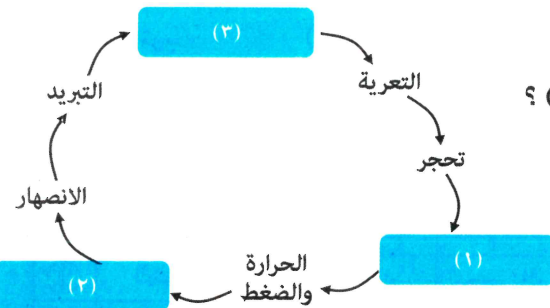 (٣)
التعرية
) ؟
تحجر
(١)
الحرارة
والضغط
(٢)
الانصهار
التبريد